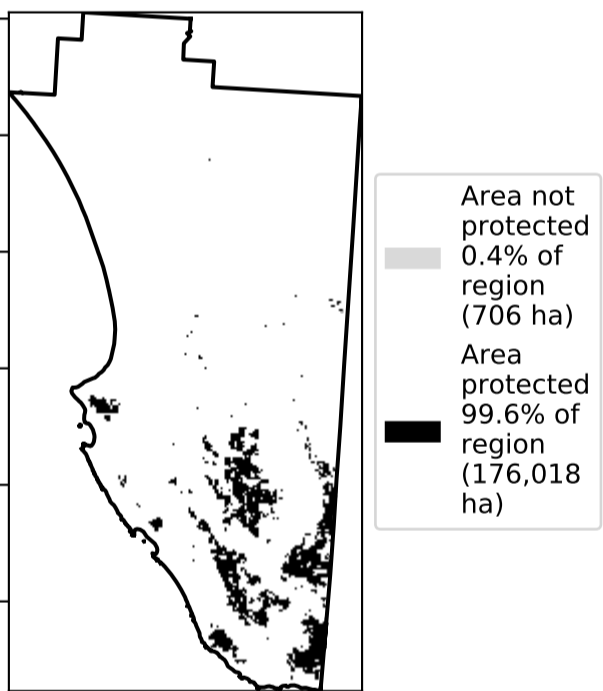 Area not
protected
0.4% of
region
(706 ha)
Area
protected
99.6% of
region
(176,018
ha)